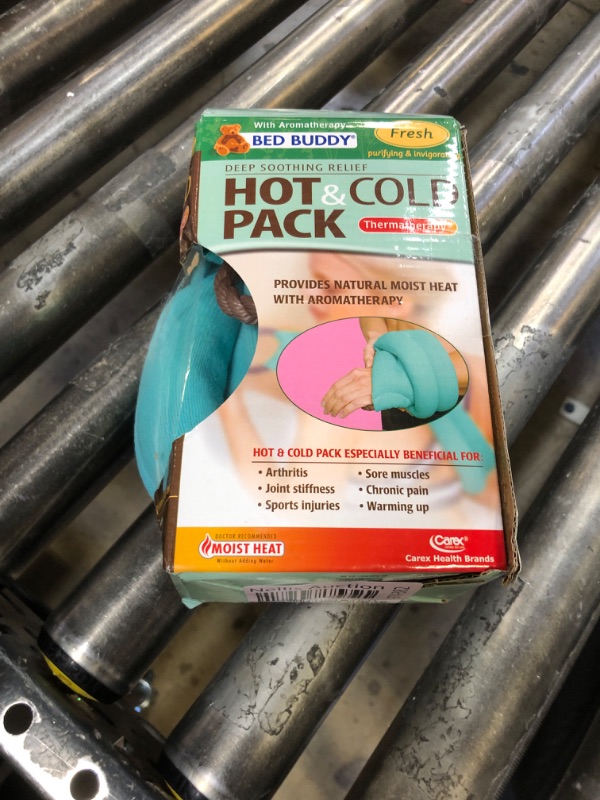 With Aromatherapy
BED BUDDY®
Fresh
purifying & invigorating
DEEP SOOTHING RELIEF
HOT & COLD
PACK
Thermatherapy
PROVIDES NATURAL MOIST HEAT
WITH AROMATHERAPY
HOT & COLD PACK ESPECIALLY BENEFICIAL FOR:
• Arthritis
• Joint stiffness
• Sports injuries
• Sore muscles
• Chronic pain
• Warming up
DOCTOR RECOMMENDED
MOIST HEAT
Without Adding Water
Carex®
Carex Health Brands
Auction